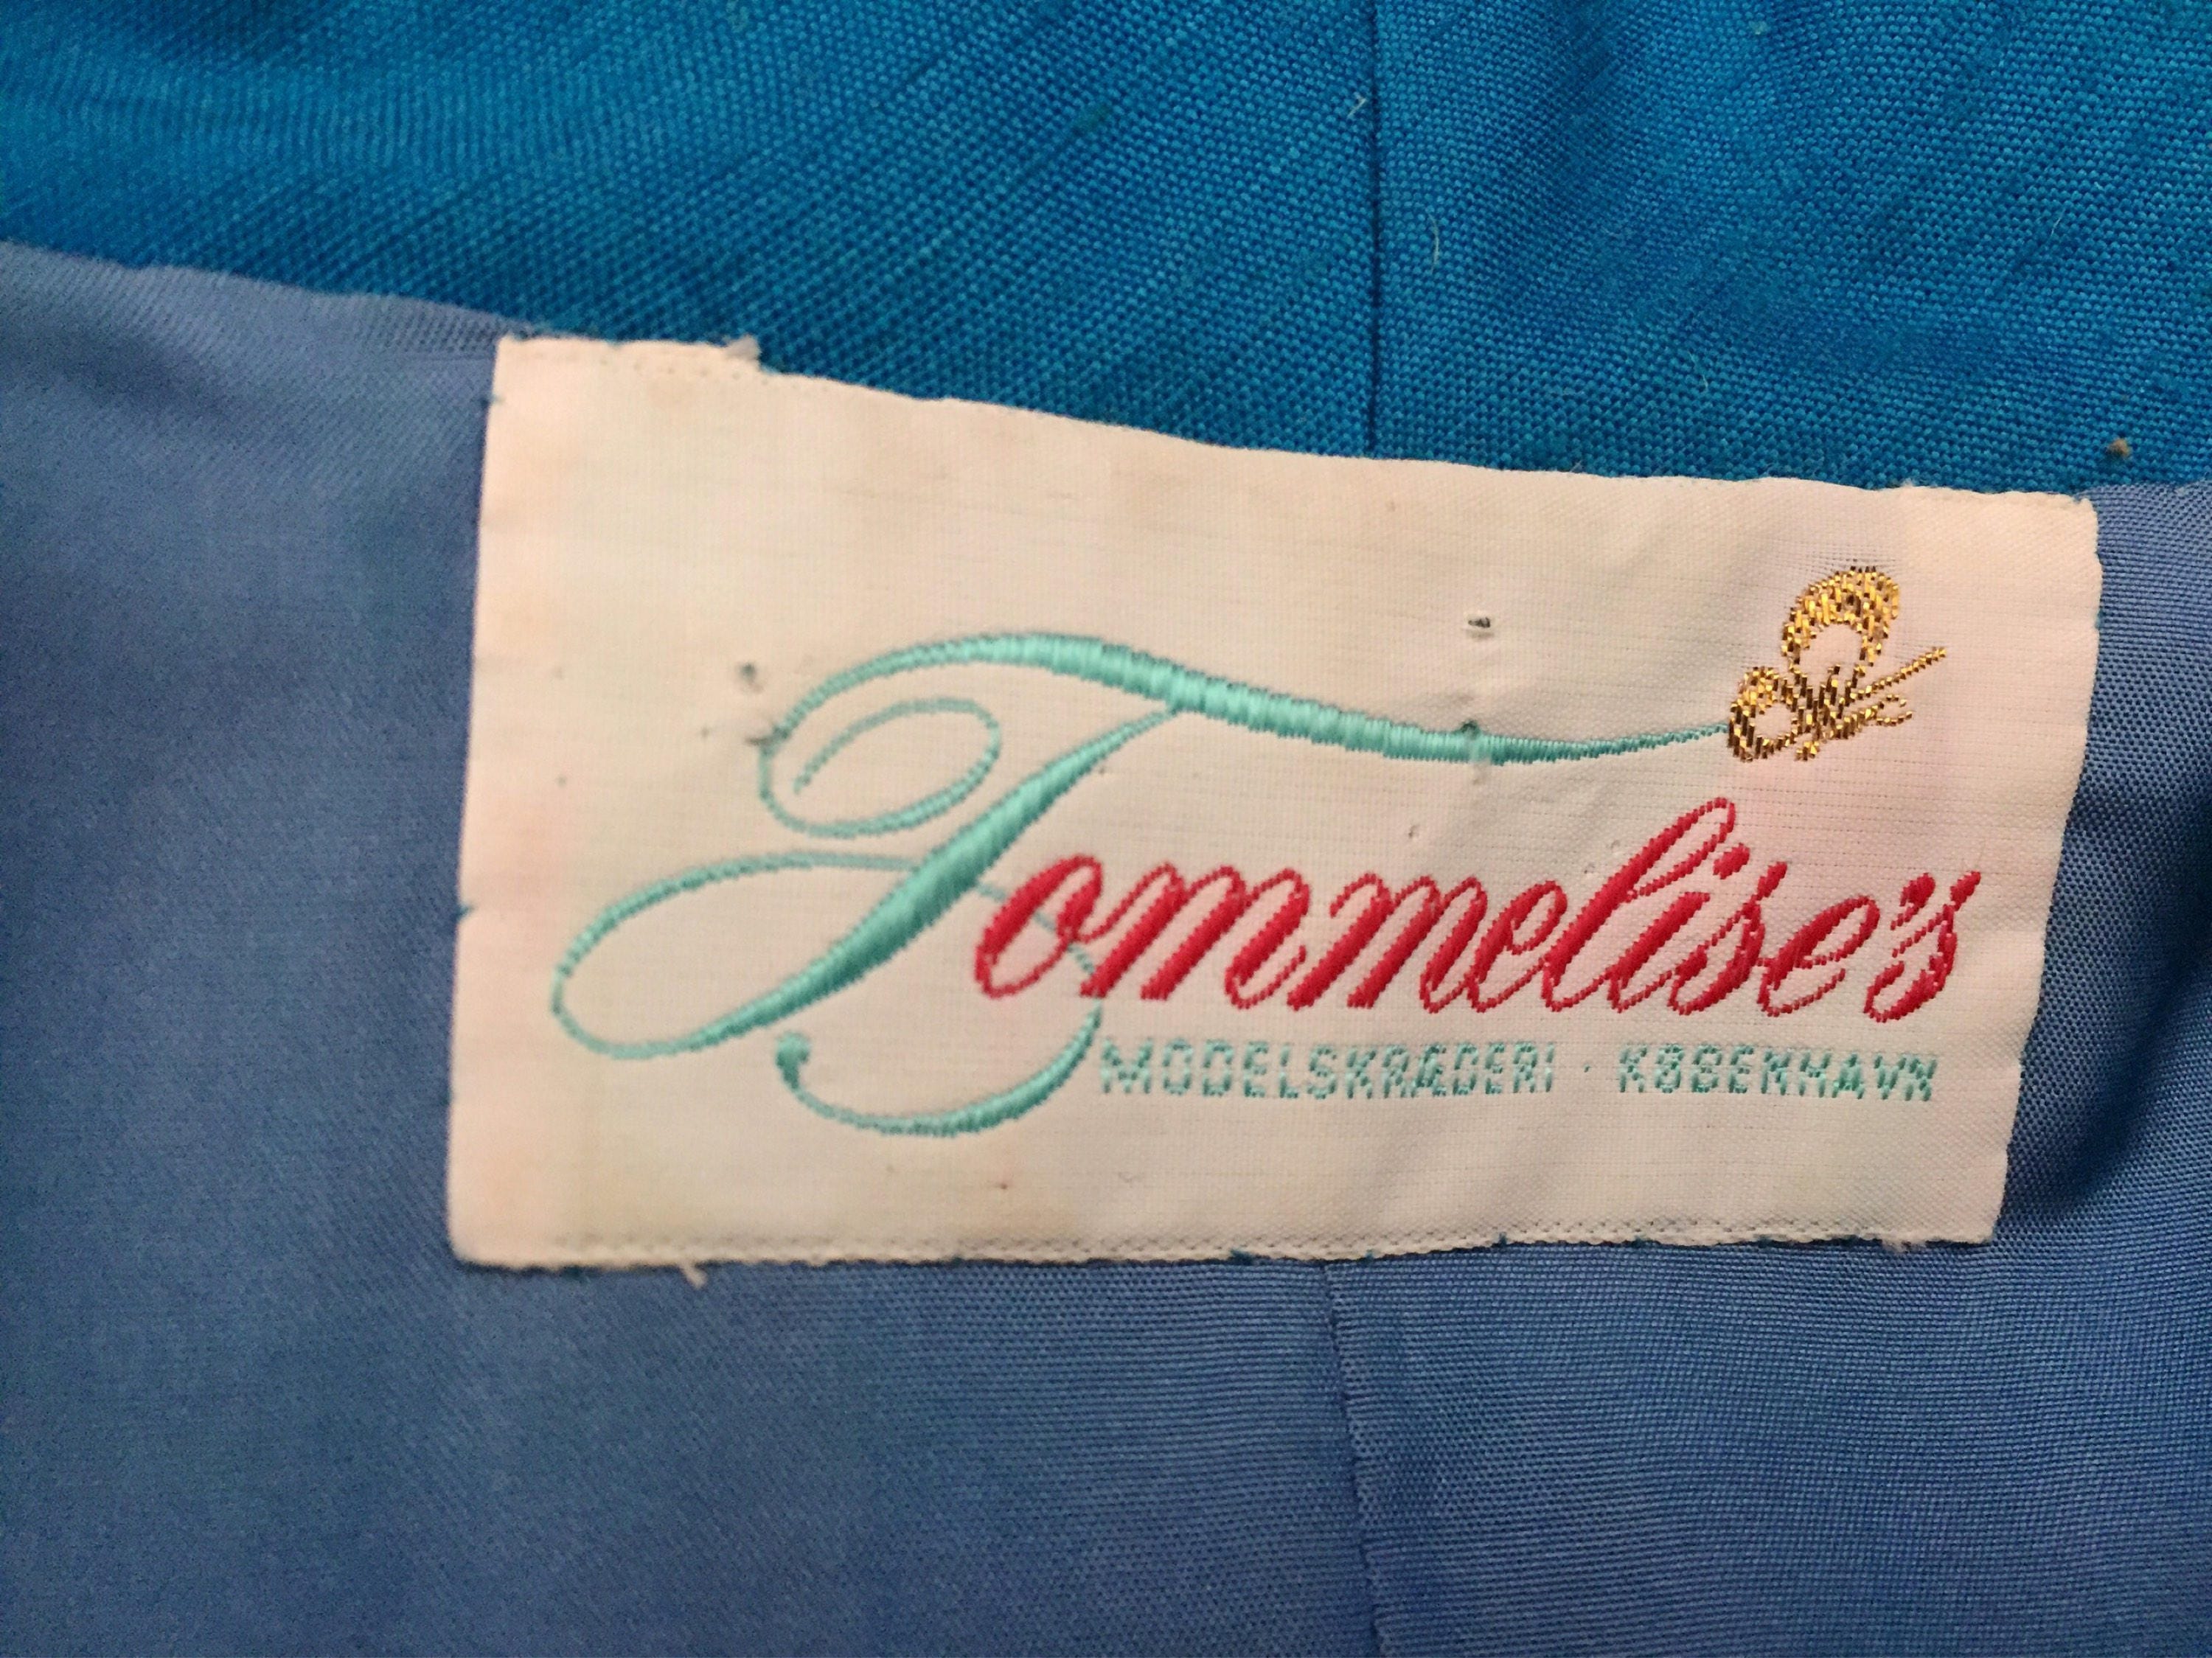 Tommelise's
MODELSKRÆDERI · KØBENHAVN